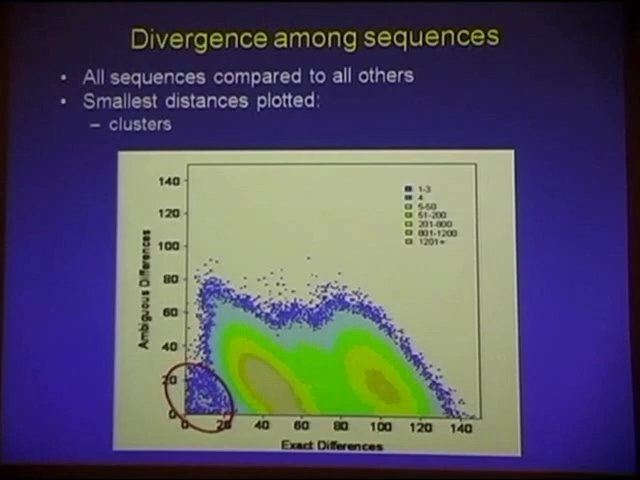 Divergence among sequences
• All sequences compared to all others
• Smallest distances plotted:
– clusters
140
120
100
80
60
40
20
0
Ambiguous Differences
1-3
4
5-50
51-200
201-800
801-1200
1201+
0 20 40 60 80 100 120 140
Exact Differences